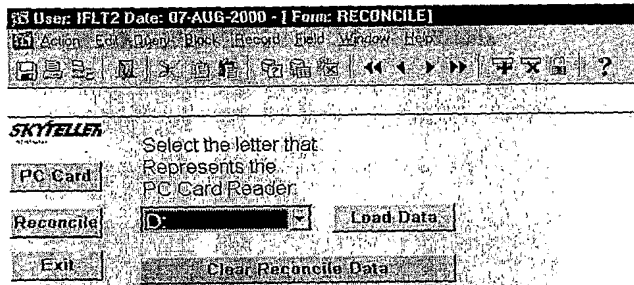 User: IFLT2 Date: 07-AUG-2000 - [ Form: RECONCILE]
Action Edit Query Block Record Field Window Help
SKYTELLER
Select the letter that
Represents the
PC Card Reader
PC Card
D:
Load Data
Reconcile
Exit
Clear Reconcile Data